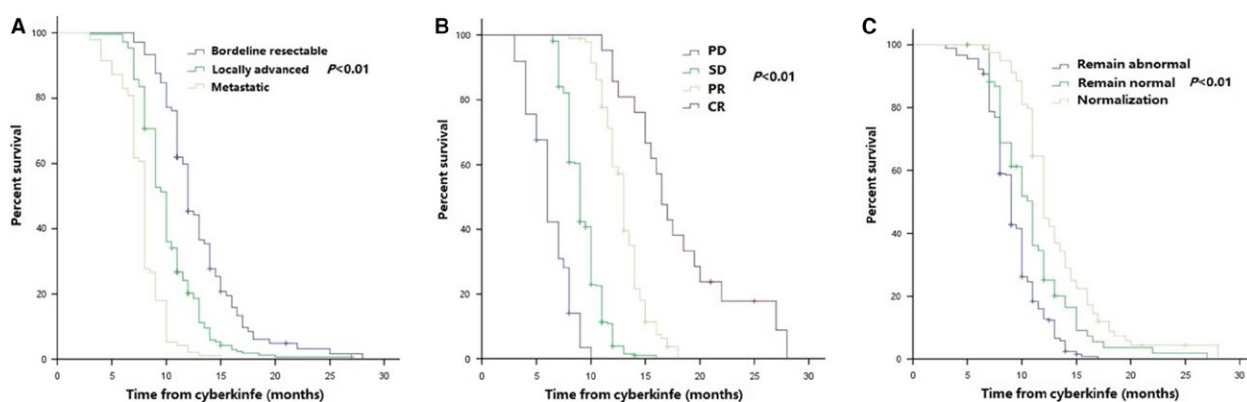 A
Bordeline resectable
Locally advanced P<0.01
Metastatic
Percent survival
100
80
60
40
20
0
0 5 10 15 20 25 30
Time from cyberkinfe (months)
B
PD
SD
P<0.01
PR
CR
Percent survival
100
80
60
40
20
0
0 5 10 15 20 25 30
Time from cyberkinfe (months)
C
Remain abnormal
Remain normal P<0.01
Normalization
Percent survival
100
80
60
40
20
0
0 5 10 15 20 25 30
Time from cyberkinfe (months)